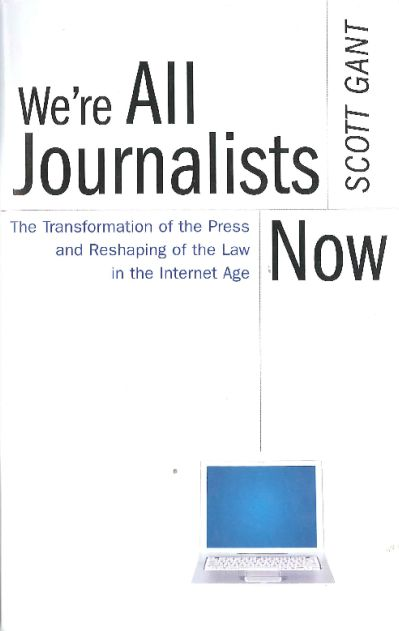 We're All
Journalists
Now
SCOTT GANT
The Transformation of the Press
and Reshaping of the Law
in the Internet Age